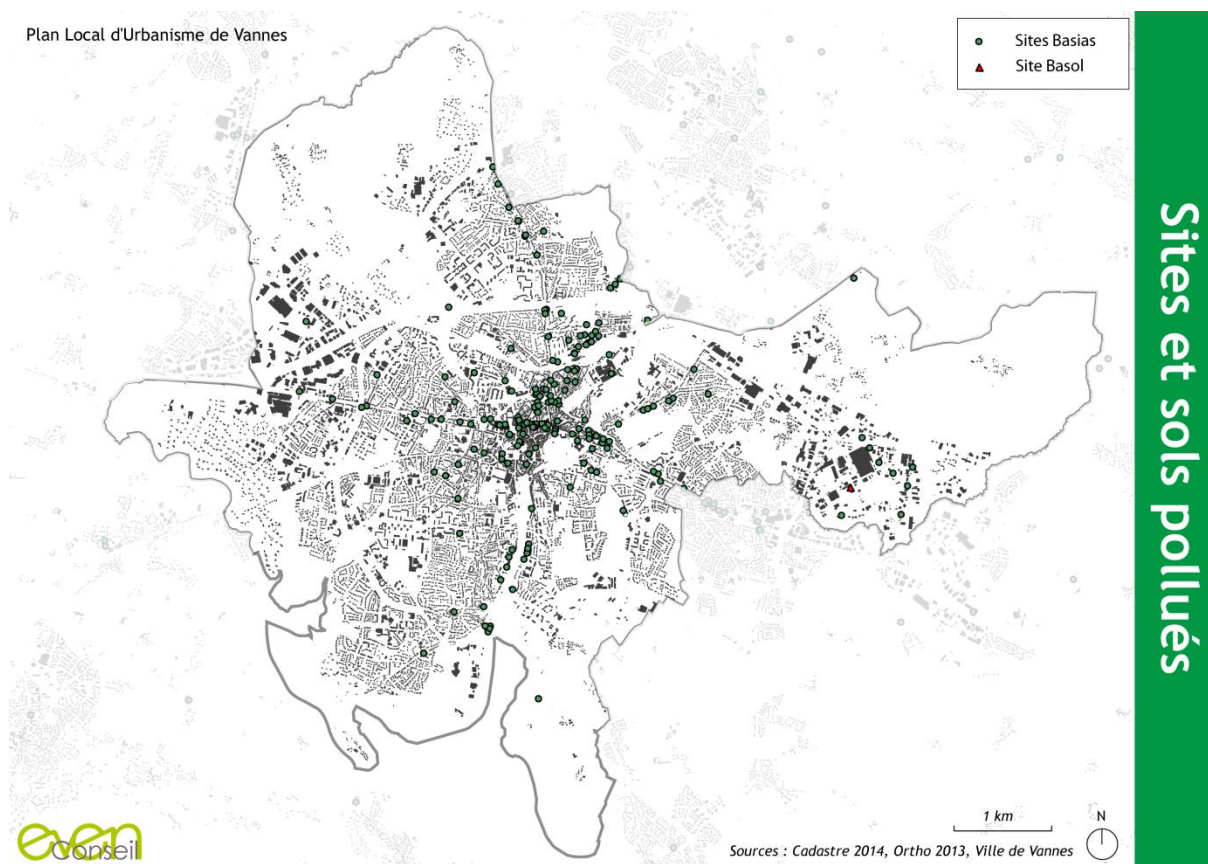 Plan Local d'Urbanisme de Vannes
Sites Basias
Site Basol
Sites et sols pollués
1 km
N
even
Conseil
Sources : Cadastre 2014, Ortho 2013, Ville de Vannes